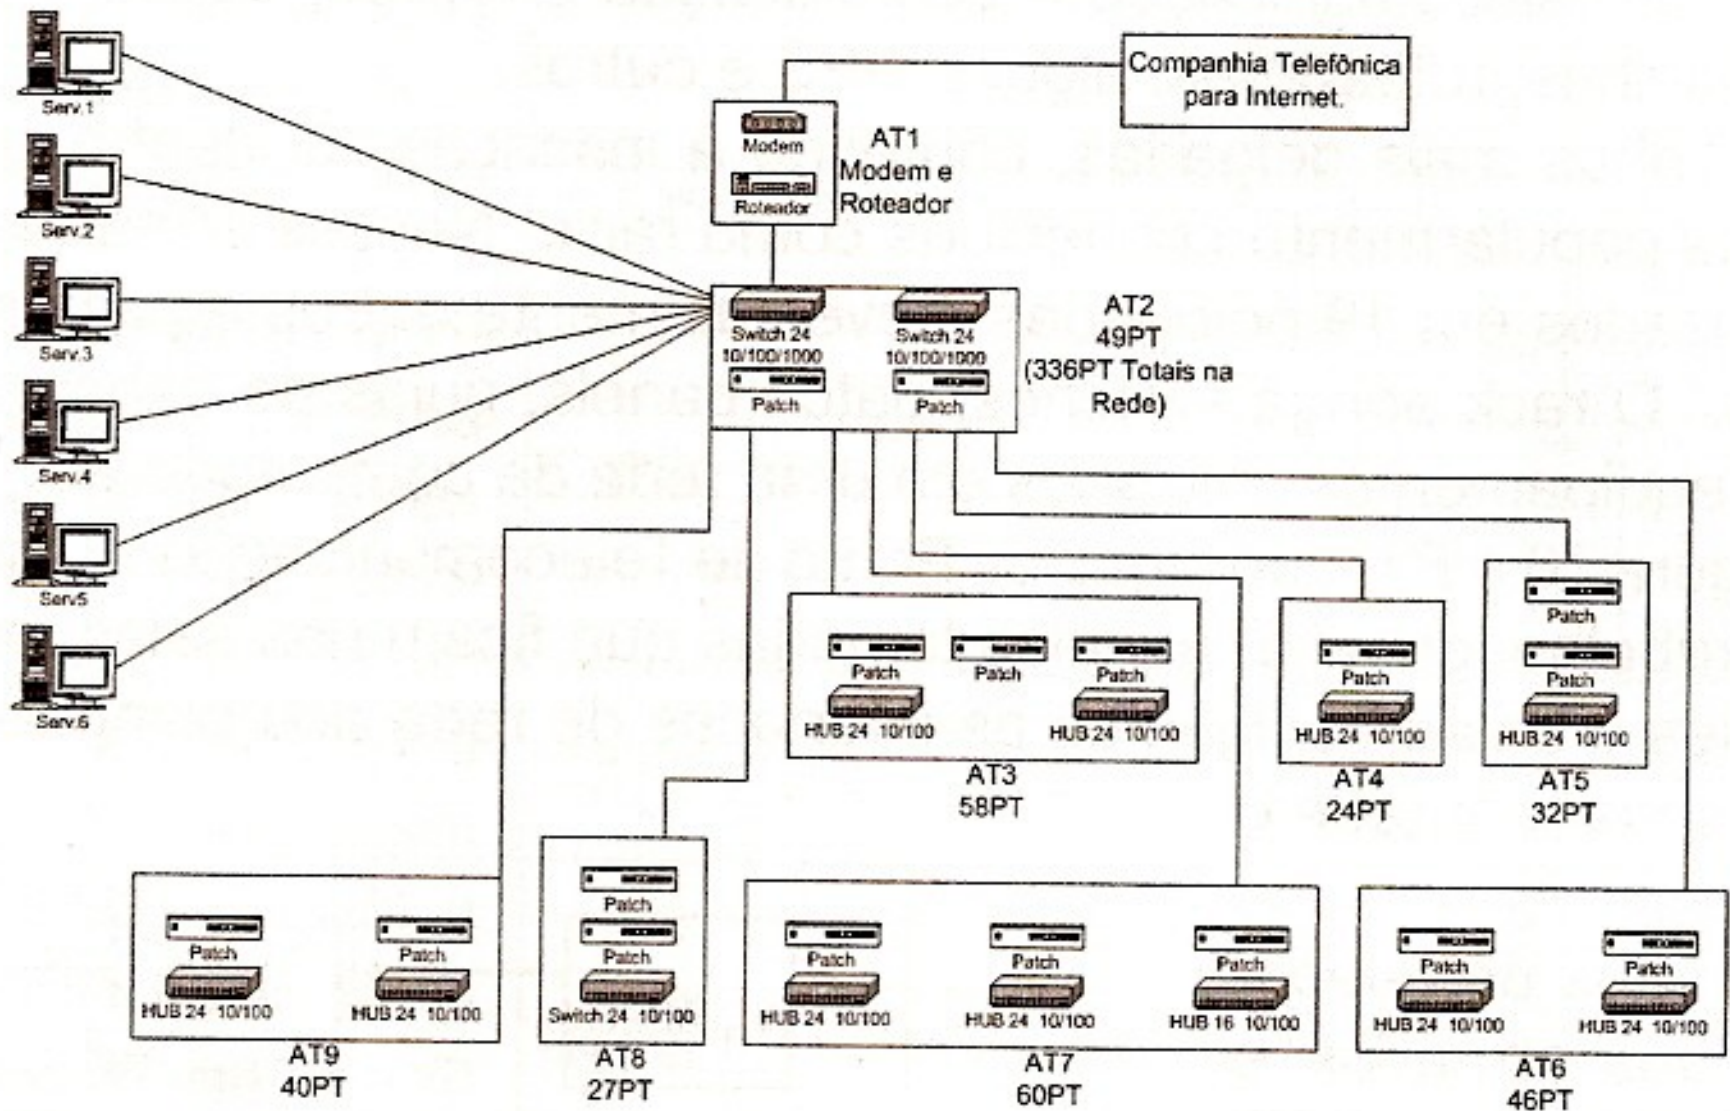 Companhia Telefônica
para Internet.
Modem
Roteador
AT1
Modem e
Roteador
Serv.1
Serv.2
Serv.3
Serv.4
Serv5
Serv.6
Switch 24
10/100/1000
Patch
Switch 24
10/100/1000
Patch
AT2
49PT
(336PT Totais na
Rede)
Patch
Patch
Patch
HUB 24 10/100
HUB 24 10/100
AT3
58PT
Patch
HUB 24 10/100
AT4
24PT
Patch
Patch
HUB 24 10/100
AT5
32PT
Patch
Patch
HUB 24 10/100
HUB 24 10/100
AT9
40PT
Patch
Patch
Switch 24 10/100
AT8
27PT
Patch
Patch
Patch
HUB 24 10/100
HUB 24 10/100
HUB 16 10/100
AT7
60PT
Patch
Patch
HUB 24 10/100
HUB 24 10/100
AT6
46PT